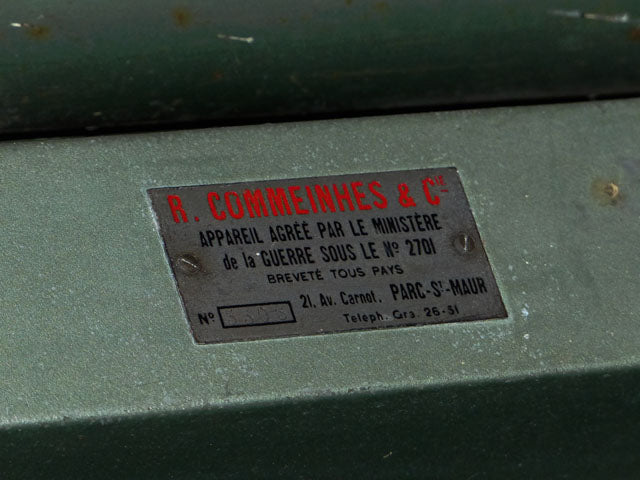 R. COMMEINHES & Cie
APPAREIL AGRÉÉ PAR LE MINISTÈRE
de la GUERRE SOUS LE No 2701
BREVETÉ TOUS PAYS
21. Av. Carnot. PARC-St-MAUR
No
Teleph. Gra. 26-51